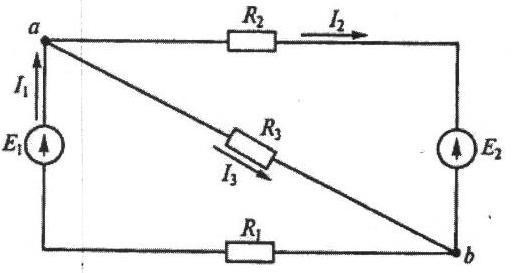 R₂ I₂
a
I₁
E₁ R₃ E₂
I₃
R₁ b